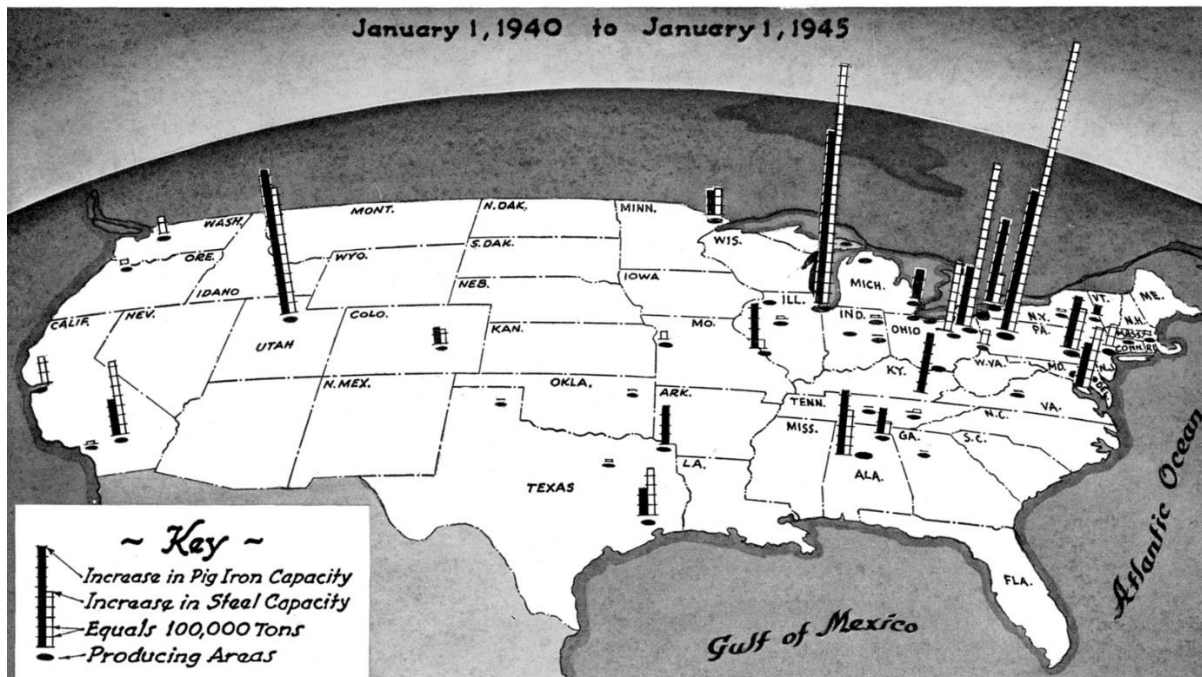 January 1, 1940 to January 1, 1945
WASH.
MONT.
N. DAK.
MINN.
ORE.
IDAHO
WYO.
S. DAK.
WIS.
NEB.
IOWA
MICH.
CALIF.
NEV.
UTAH
COLO.
KAN.
MO.
ILL.
IND.
OHIO
N.Y.
PA.
VT.
ME.
N.H.
MASS.
CONN.
R.I.
N.J.
DEL.
MD.
W.VA.
VA.
KY.
N.MEX.
OKLA.
ARK.
TENN.
N.C.
MISS.
ALA.
GA.
S.C.
LA.
TEXAS
FLA.
Atlantic Ocean
Gulf of Mexico
~ Key ~
Increase in Pig Iron Capacity
Increase in Steel Capacity
Equals 100,000 Tons
Producing Areas